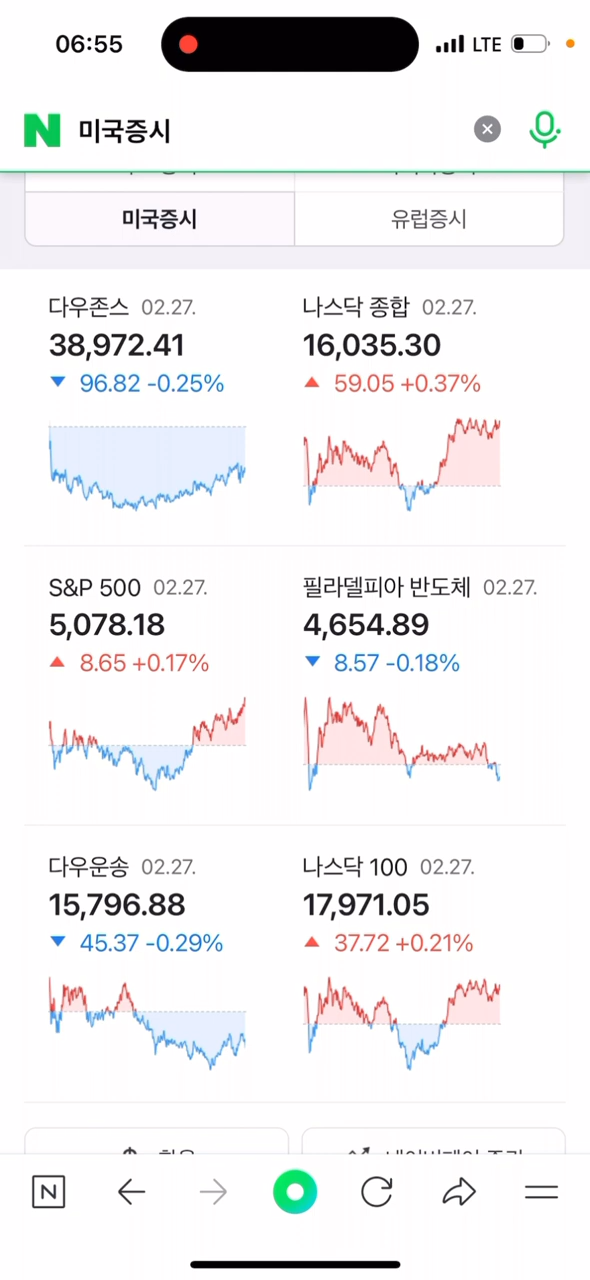 06:55
LTE
N 미국증시
미국증시
유럽증시
다우존스 02.27.
38,972.41
▼ 96.82 -0.25%
나스닥 종합 02.27.
16,035.30
▲ 59.05 +0.37%
S&P 500 02.27.
5,078.18
▲ 8.65 +0.17%
필라델피아 반도체 02.27.
4,654.89
▼ 8.57 -0.18%
다우운송 02.27.
15,796.88
▼ 45.37 -0.29%
나스닥 100 02.27.
17,971.05
▲ 37.72 +0.21%
N